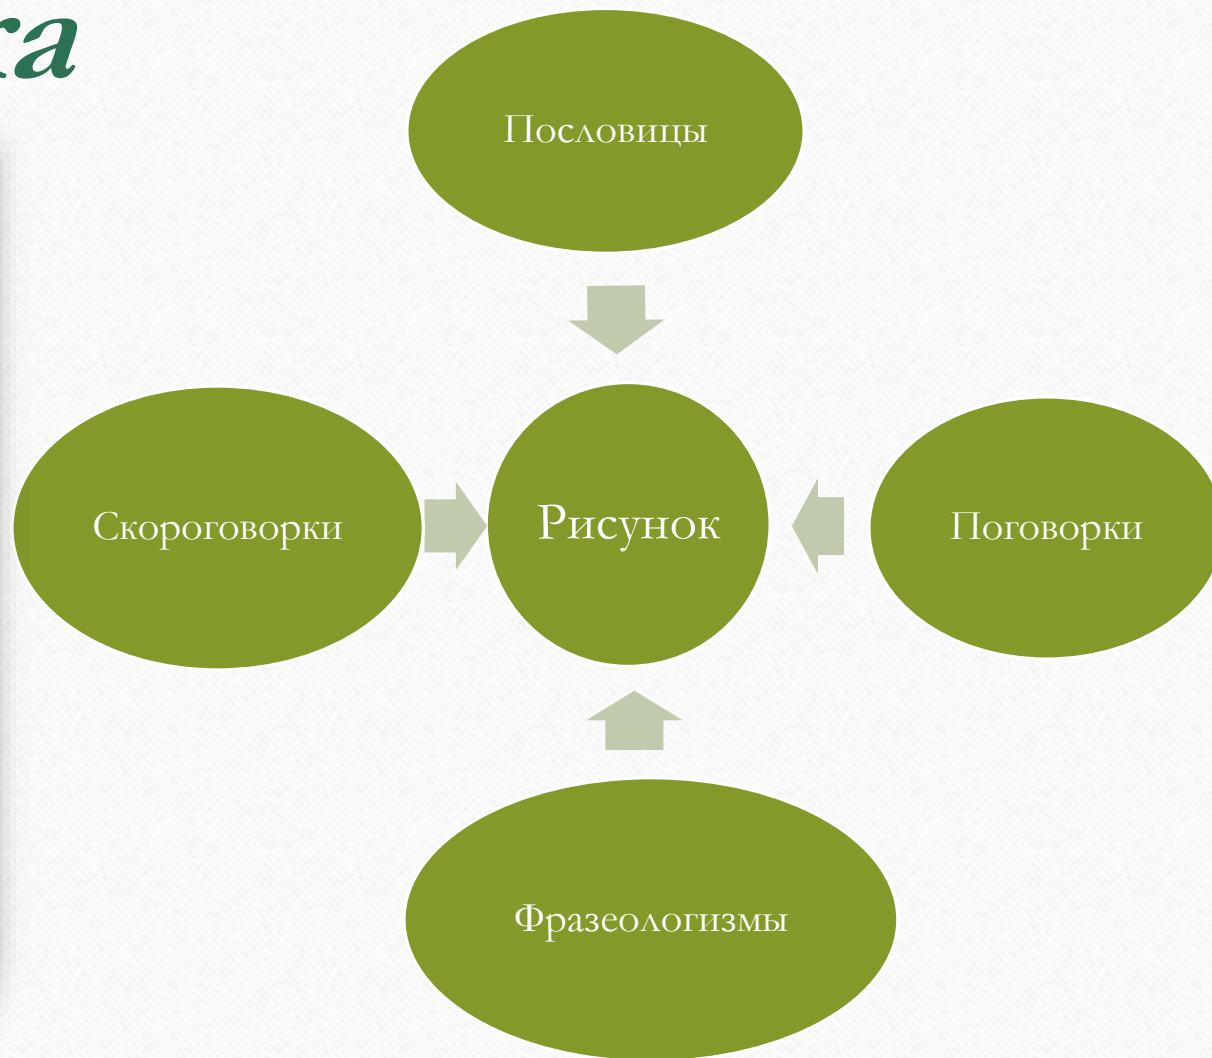 Пословицы
Скороговорки
Рисунок
Поговорки
Фразеологизмы